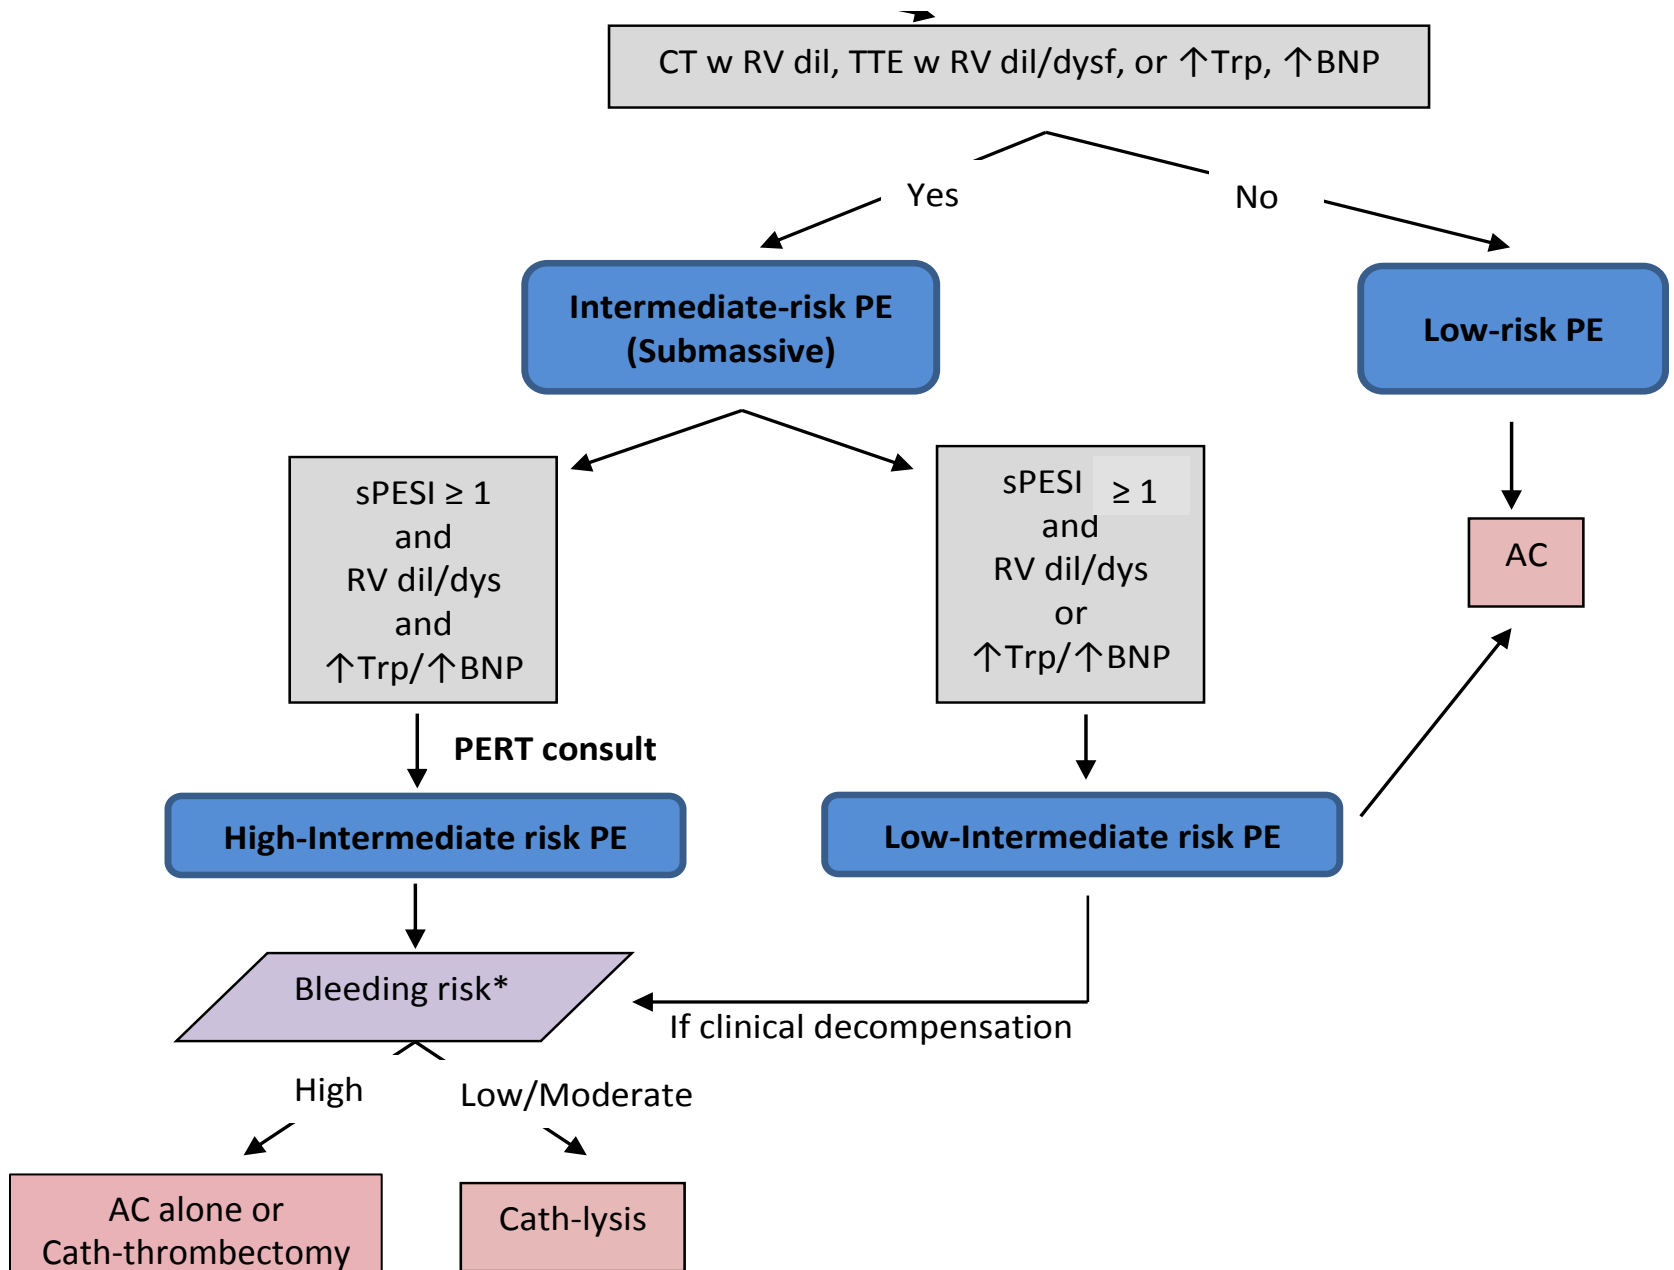 CT w RV dil, TTE w RV dil/dysf, or ↑Trp, ↑BNP
Yes
No
Intermediate-risk PE
(Submassive)
Low-risk PE
sPESI ≥ 1
and
RV dil/dys
and
↑Trp/↑BNP
sPESI ≥ 1
and
RV dil/dys
or
↑Trp/↑BNP
AC
PERT consult
High-Intermediate risk PE
Low-Intermediate risk PE
Bleeding risk*
If clinical decompensation
High
Low/Moderate
AC alone or
Cath-thrombectomy
Cath-lysis